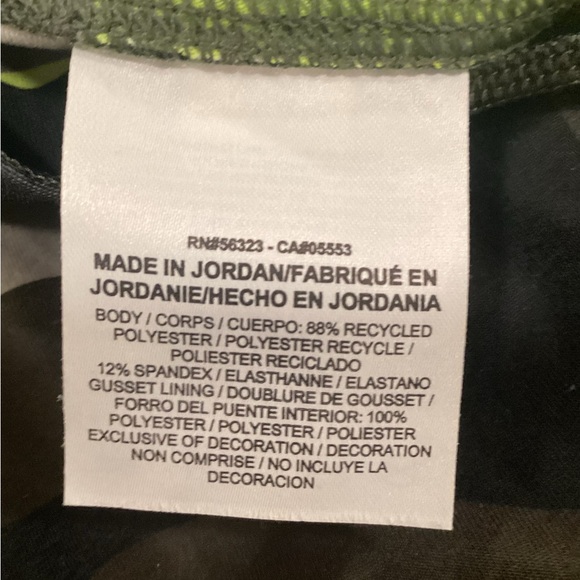 RN#56323 - CA#05553
MADE IN JORDAN/FABRIQUÉ EN
JORDANIE/HECHO EN JORDANIA
BODY / CORPS / CUERPO: 88% RECYCLED
POLYESTER / POLYESTER RECYCLE /
POLIESTER RECICLADO
12% SPANDEX / ELASTHANNE / ELASTANO
GUSSET LINING / DOUBLURE DE GOUSSET /
FORRO DEL PUENTE INTERIOR: 100%
POLYESTER / POLYESTER / POLIESTER
EXCLUSIVE OF DECORATION / DECORATION
NON COMPRISE / NO INCLUYE LA
DECORACION